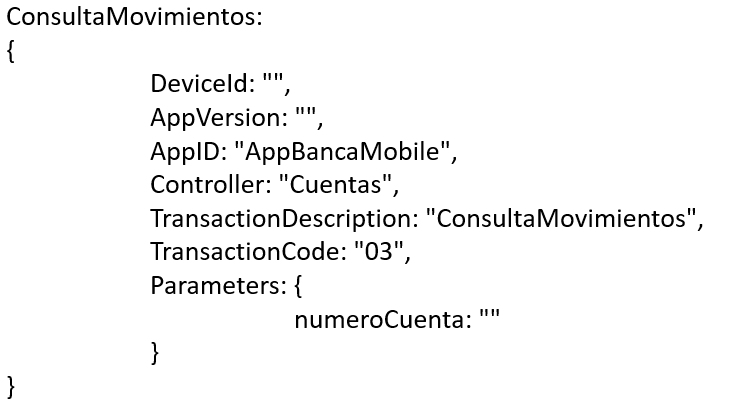 ConsultaMovimientos:
{
DeviceId: "",
AppVersion: "",
AppID: "AppBancaMobile",
Controller: "Cuentas",
TransactionDescription: "ConsultaMovimientos",
TransactionCode: "03",
Parameters: {
numeroCuenta: ""
}
}